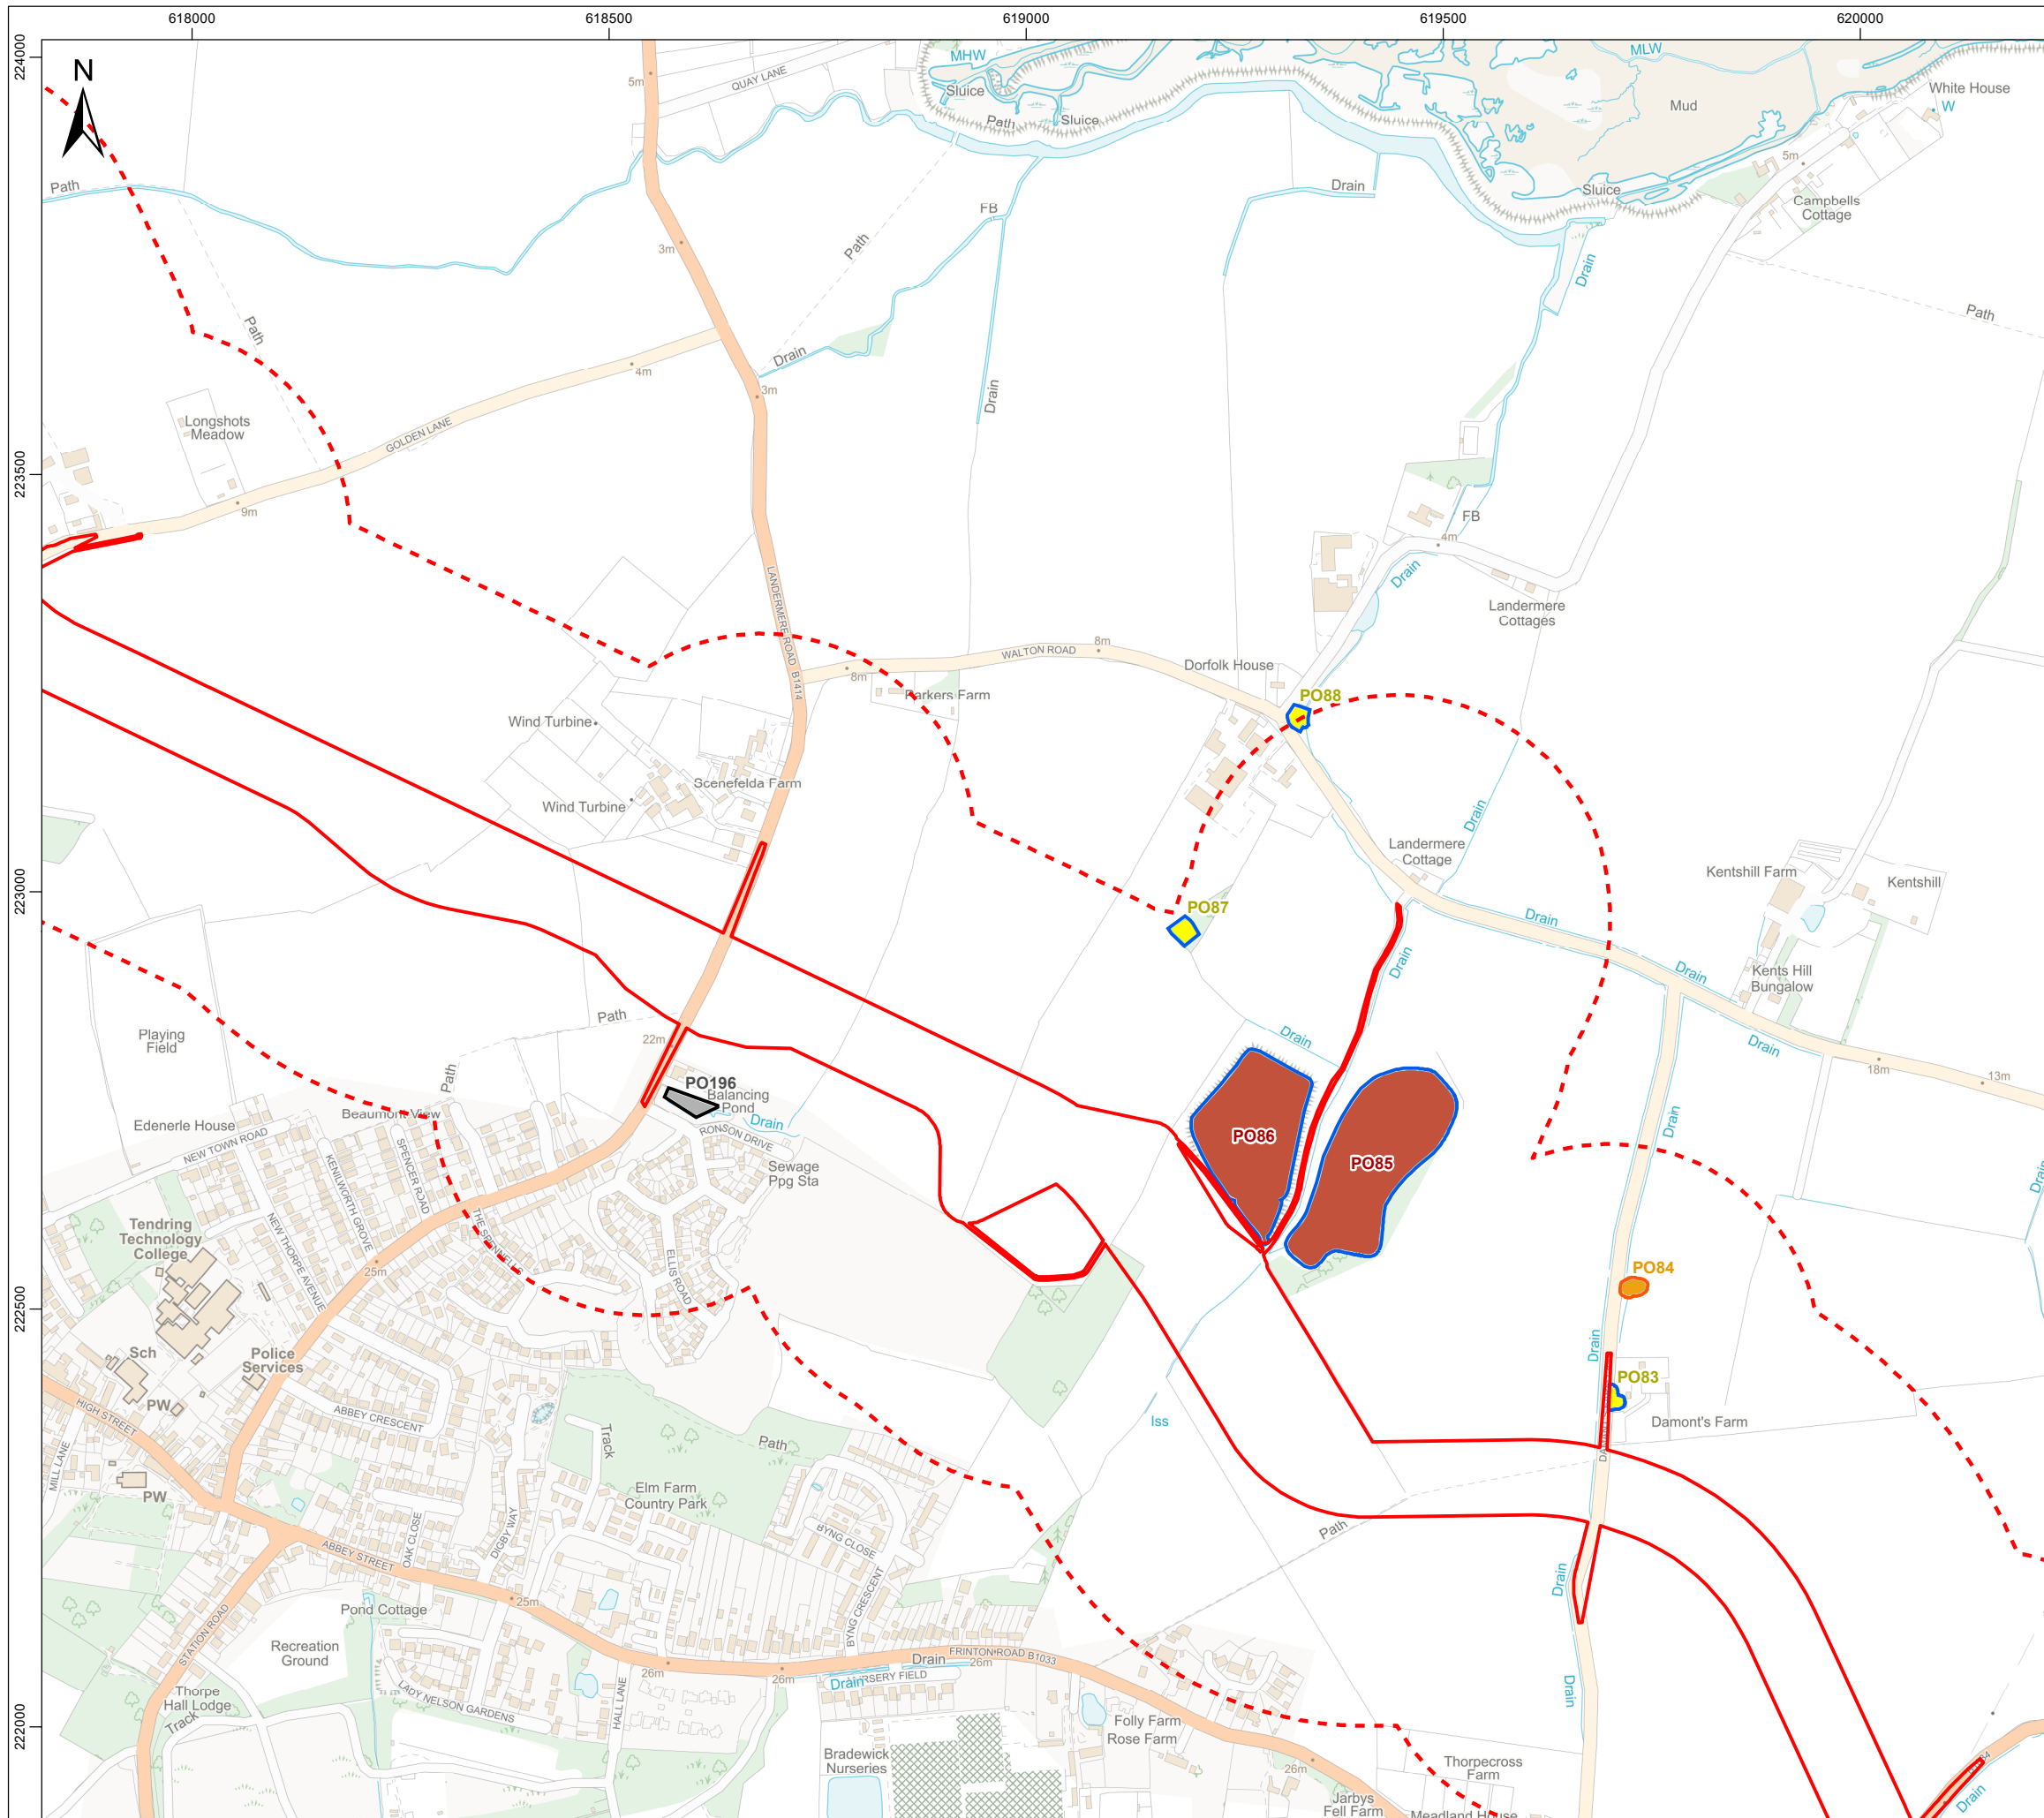 618000
618500
619000
619500
620000
224000
223500
223000
222500
222000
N
MHW
MLW
5m
QUAY LANE
Sluice
Path
Sluice
Mud
White House
W
5m
Path
Drain
Sluice
Campbells
Cottage
FB
3m
Path
Drain
Path
Path
Drain
3m
4m
Drain
Longshots
Meadow
GOLDEN LANE
9m
FB
4m
Drain
LANDERMERE ROAD B1414
Landermere
Cottages
WALTON ROAD
8m
8m
Dorfolk House
Parkers Farm
PO88
Wind Turbine
Scenefelda Farm
Wind Turbine
Drain
Landermere
Cottage
Kentshill Farm
Kentshill
PO87
Drain
Drain
Drain
Kents Hill
Bungalow
Path
Playing
Field
22m
Drain
Drain
18m
13m
Path
PO196
Balancing
Pond
Drain
Beaumont View
Edenerle House
NEW TOWN ROAD
RONSON DRIVE
Drain
PO86
PO85
Sewage
Ppg Sta
KENILWORTH GROVE
SPENCER ROAD
Drain
Tendring
Technology
College
NEW THORPE AVENUE
THE SPENNELLS
ELLIS ROAD
25m
PO84
Drain
Sch
Police
Services
PO83
PW
HIGH STREET
ABBEY CRESCENT
Track
Iss
Damont's Farm
Path
MILL LANE
PW
Elm Farm
Country Park
BYNG CLOSE
Path
OAK CLOSE
DIGBY WAY
ABBEY STREET
Drain
25m
Pond Cottage
BYNG CRESCENT
STATION ROAD
Recreation
Ground
FRINTON ROAD B1033
Drain
26m
26m
26m
Drain
Drain
Thorpe
Hall Lodge
Track
LADY NELSON GARDENS
HALL LANE
Folly Farm
Rose Farm
Bradewick
Nurseries
26m
Thorpecross
Farm
Jarbys
Fell Farm
Meadland House
Drain